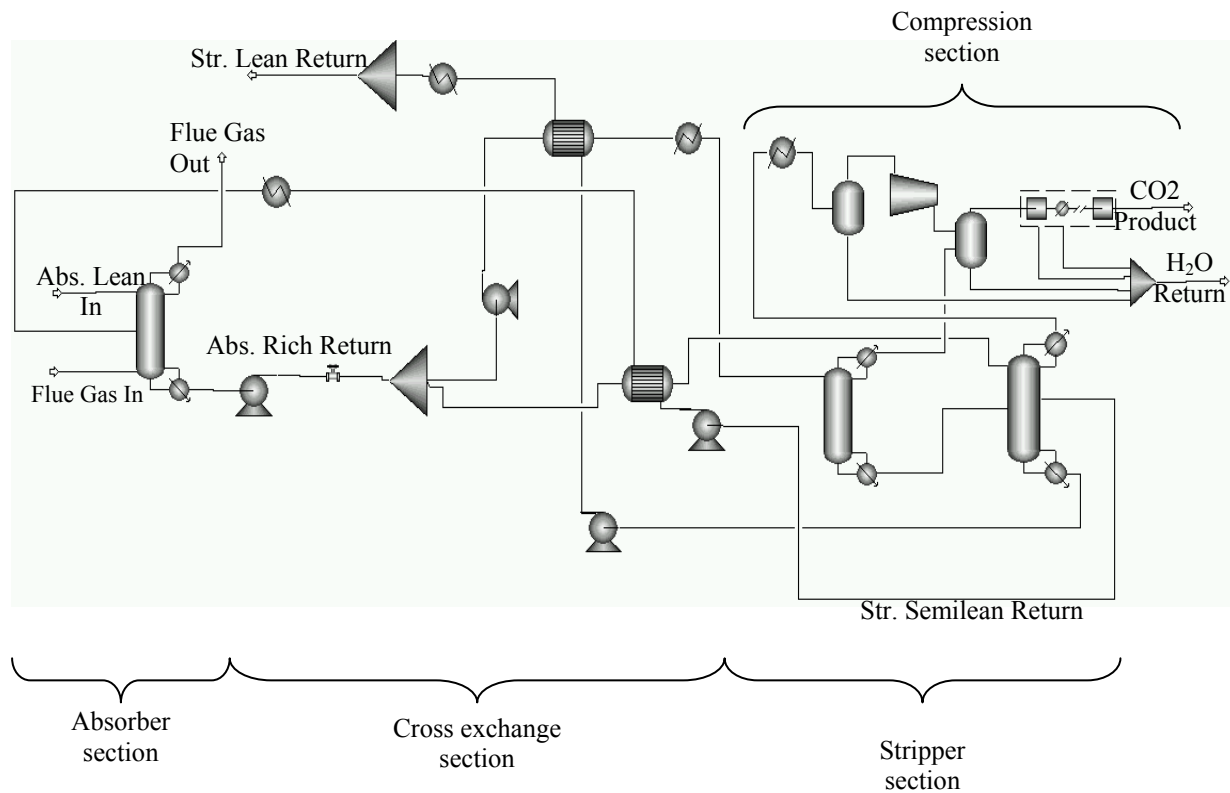 Compression
section
Str. Lean Return
Flue Gas
Out
CO2
Product
H₂O
Return
Abs. Lean
In
Abs. Rich Return
Flue Gas In
Str. Semilean Return
Absorber
section
Cross exchange
section
Stripper
section